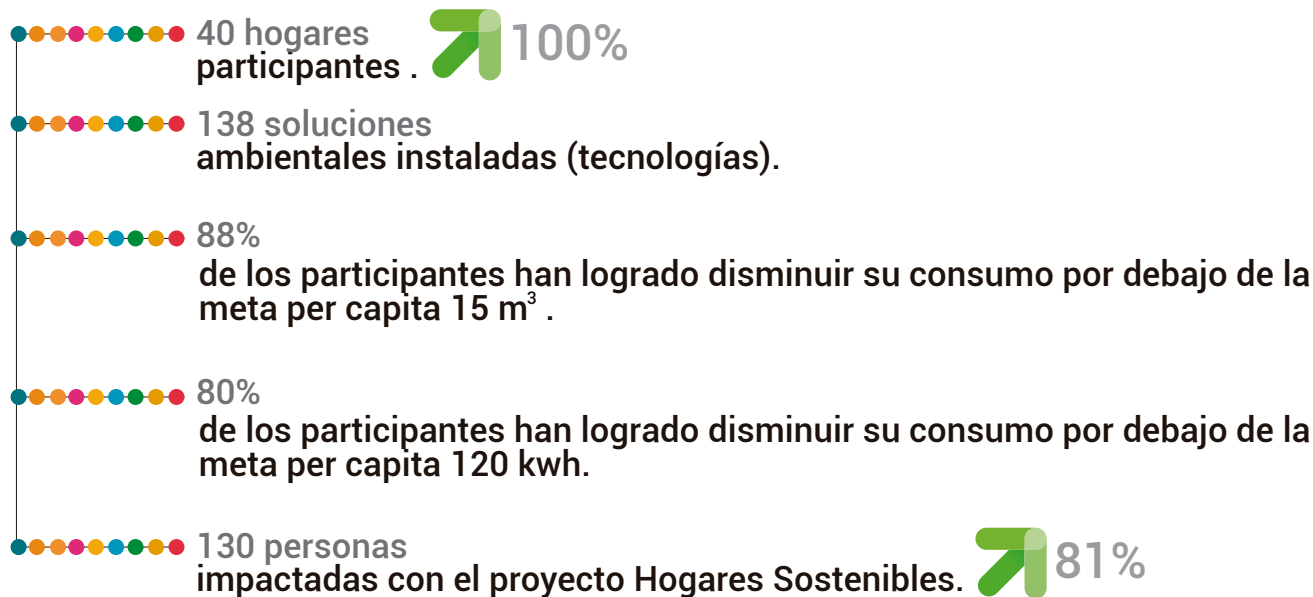 40 hogares
participantes .
100%
138 soluciones
ambientales instaladas (tecnologías).
88%
de los participantes han logrado disminuir su consumo por debajo de la
meta per capita 15 m³ .
80%
de los participantes han logrado disminuir su consumo por debajo de la
meta per capita 120 kwh.
130 personas
impactadas con el proyecto Hogares Sostenibles.
81%